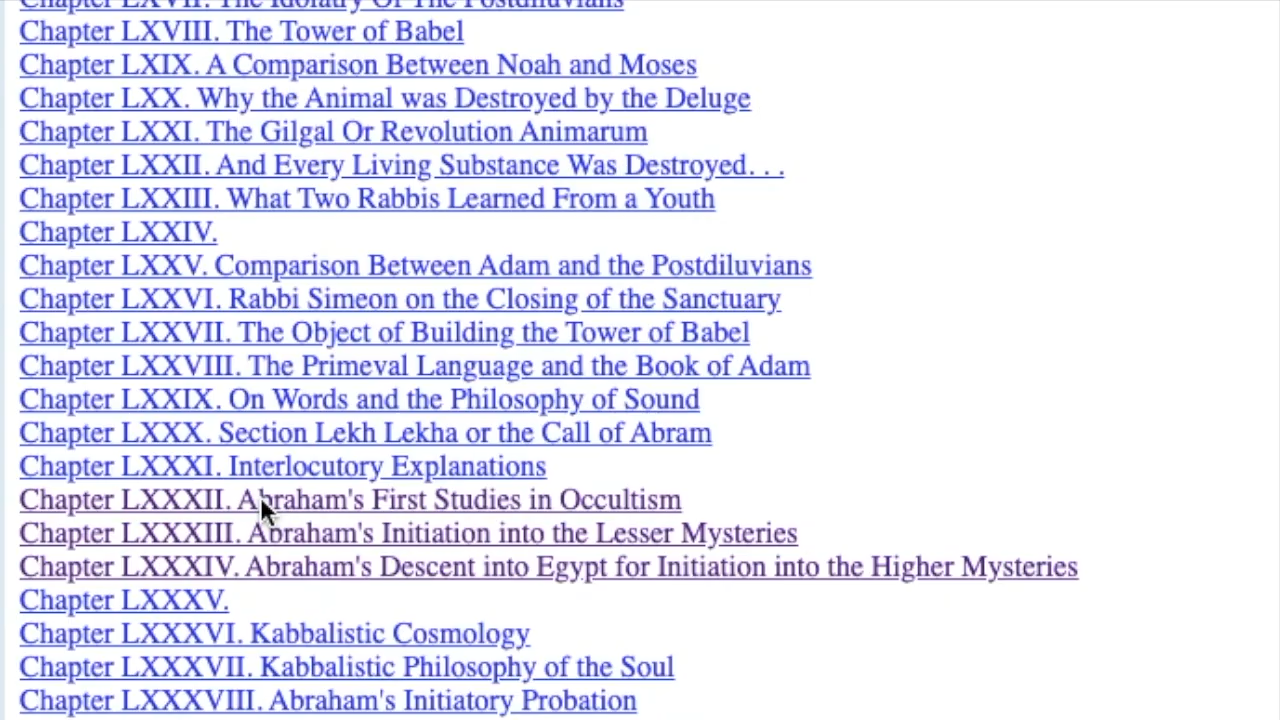 Chapter LXVII. The Idolatry Of The Postdiluvians
Chapter LXVIII. The Tower of Babel
Chapter LXIX. A Comparison Between Noah and Moses
Chapter LXX. Why the Animal was Destroyed by the Deluge
Chapter LXXI. The Gilgal Or Revolution Animarum
Chapter LXXII. And Every Living Substance Was Destroyed. . .
Chapter LXXIII. What Two Rabbis Learned From a Youth
Chapter LXXIV.
Chapter LXXV. Comparison Between Adam and the Postdiluvians
Chapter LXXVI. Rabbi Simeon on the Closing of the Sanctuary
Chapter LXXVII. The Object of Building the Tower of Babel
Chapter LXXVIII. The Primeval Language and the Book of Adam
Chapter LXXIX. On Words and the Philosophy of Sound
Chapter LXXX. Section Lekh Lekha or the Call of Abram
Chapter LXXXI. Interlocutory Explanations
Chapter LXXXII. Abraham's First Studies in Occultism
Chapter LXXXIII. Abraham's Initiation into the Lesser Mysteries
Chapter LXXXIV. Abraham's Descent into Egypt for Initiation into the Higher Mysteries
Chapter LXXXV.
Chapter LXXXVI. Kabbalistic Cosmology
Chapter LXXXVII. Kabbalistic Philosophy of the Soul
Chapter LXXXVIII. Abraham's Initiatory Probation